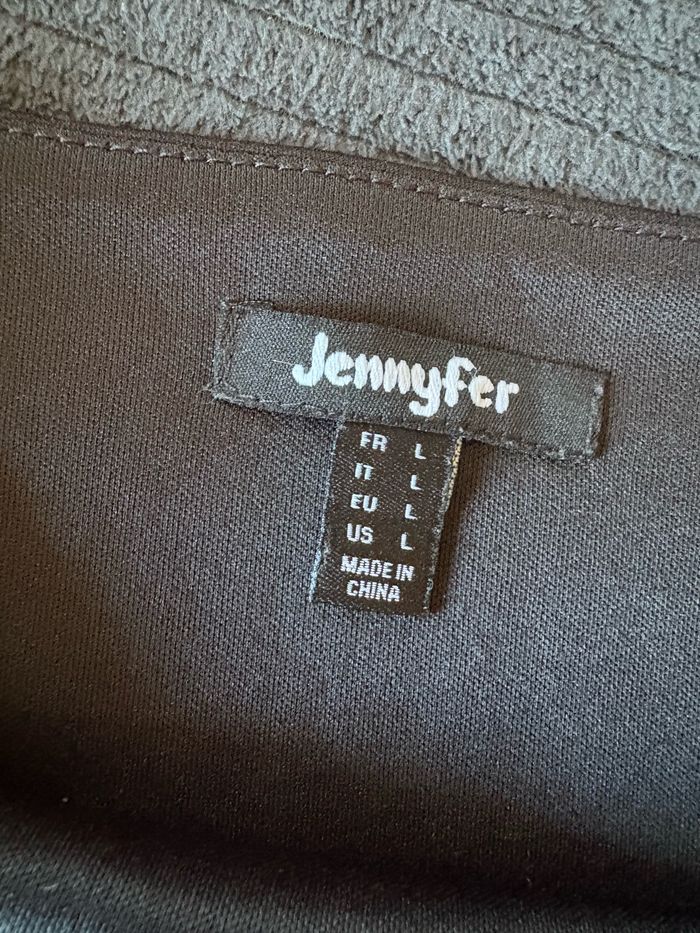 Jennyfer
FR L
IT L
EU L
US L
MADE IN
CHINA